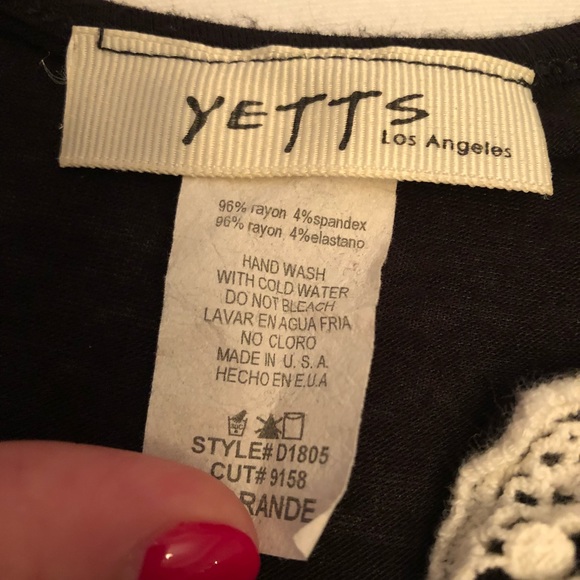 YETTS
Los Angeles
96% rayon 4%spandex
96% rayon 4%elastano
HAND WASH
WITH COLD WATER
DO NOT BLEACH
LAVAR EN AGUA FRIA
NO CLORO
MADE IN U.S.A.
HECHO EN E.U.A
STYLE# D1805
CUT# 9158
RANDE